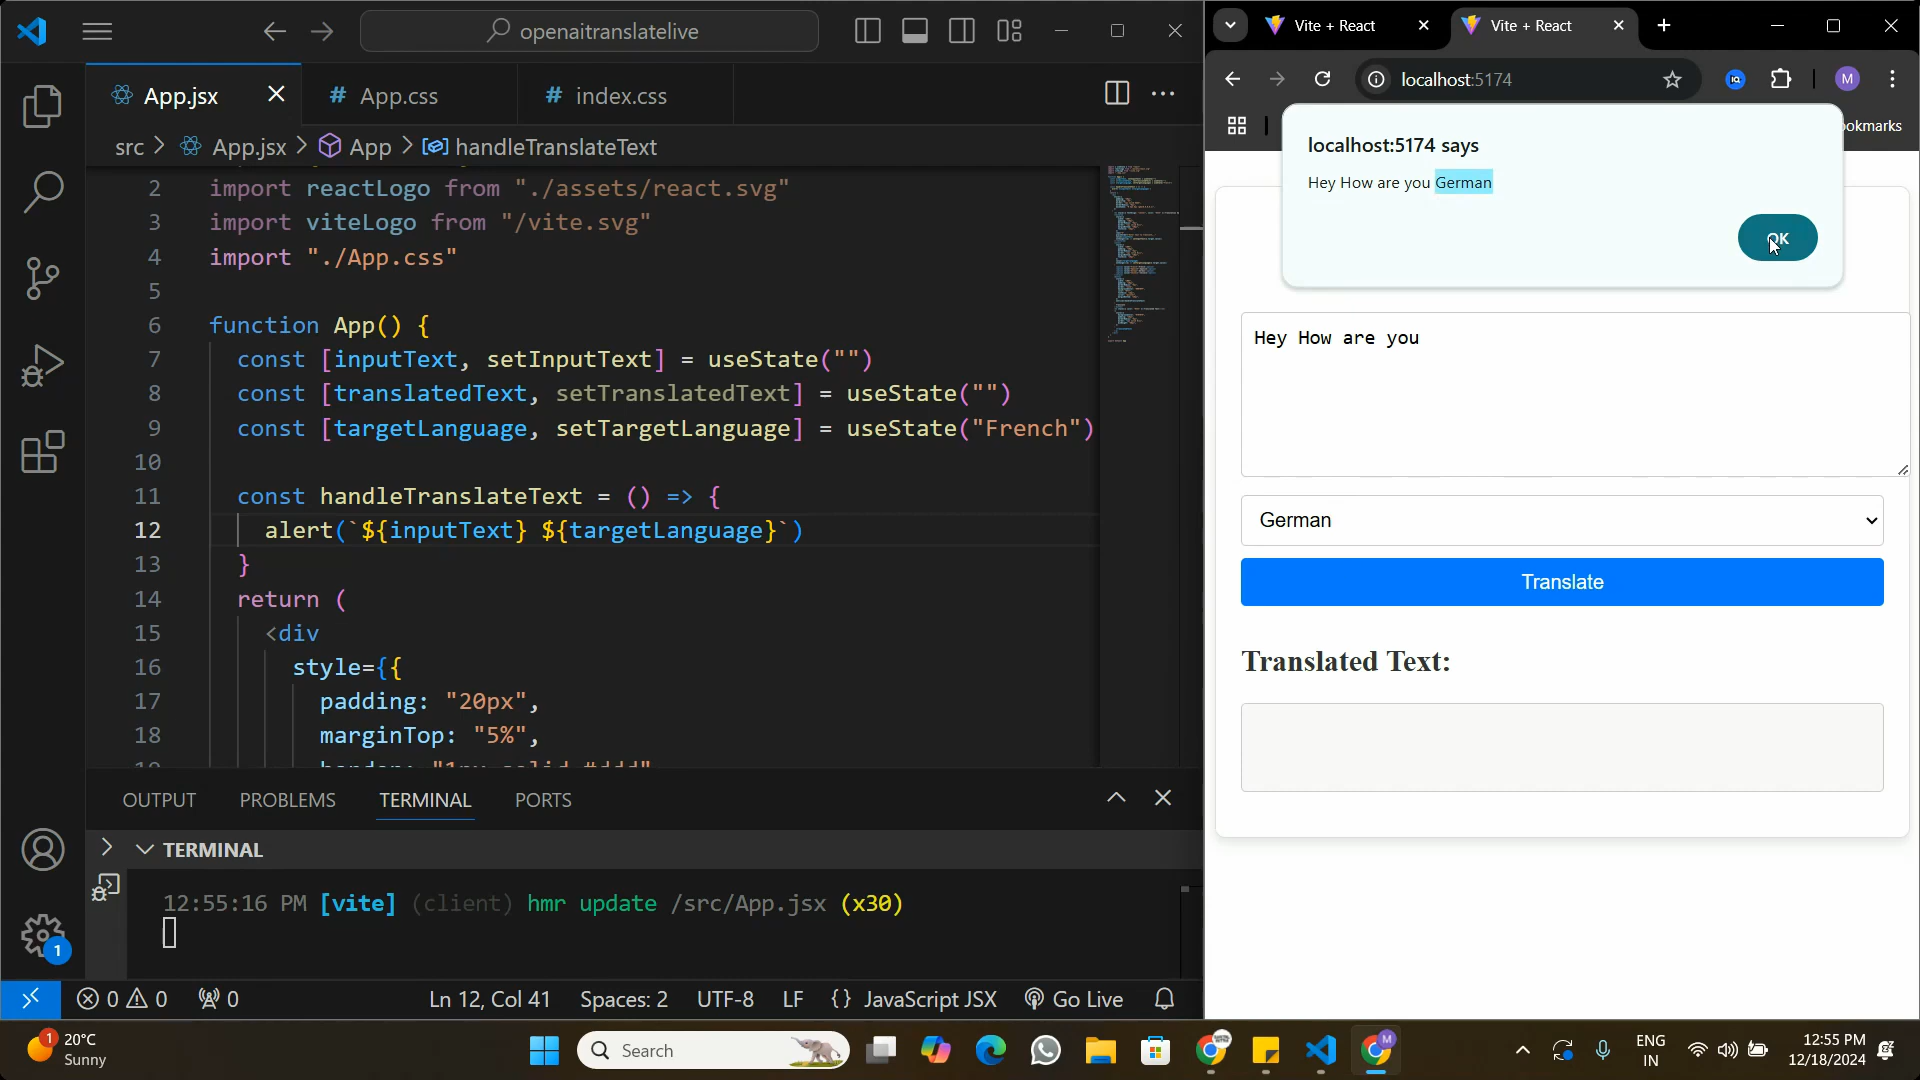 openaitranslatelive
App.jsx
# App.css
# index.css
src > App.jsx > App > handleTranslateText
2 import reactLogo from "./assets/react.svg"
3 import viteLogo from "/vite.svg"
4 import "./App.css"
5
6 function App() {
7 const [inputText, setInputText] = useState("")
8 const [translatedText, setTranslatedText] = useState("")
9 const [targetLanguage, setTargetLanguage] = useState("French")
10
11 const handleTranslateText = () => {
12 alert(`${inputText} ${targetLanguage}`)
13 }
14 return (
15 <div
16 style={{
17 padding: "20px",
18 marginTop: "5%",
OUTPUT PROBLEMS TERMINAL PORTS
TERMINAL
12:55:16 PM [vite] (client) hmr update /src/App.jsx (x30)
1
0 0 0 Ln 12, Col 41 Spaces: 2 UTF-8 LF {} JavaScript JSX Go Live
Vite + React
Vite + React
localhost:5174
M
okmarks
localhost:5174 says
Hey How are you German
OK
Hey How are you
German
Translate
Translated Text:
1
20°C
Sunny
Search
ENG
IN
12:55 PM
12/18/2024